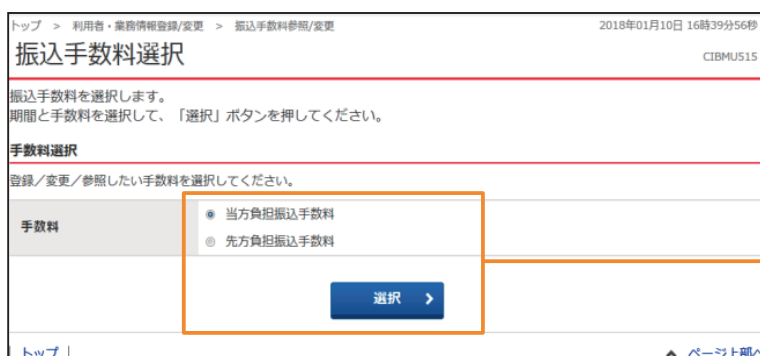 トップ > 利用者・業務情報登録/変更 > 振込手数料参照/変更 2018年01月10日 16時39分56秒
振込手数料選択 CIBMU515
振込手数料を選択します。
期間と手数料を選択して、「選択」ボタンを押してください。
手数料選択
登録/変更/参照したい手数料を選択してください。
手数料
当方負担振込手数料
先方負担振込手数料
選択
トップ ページ上部へ